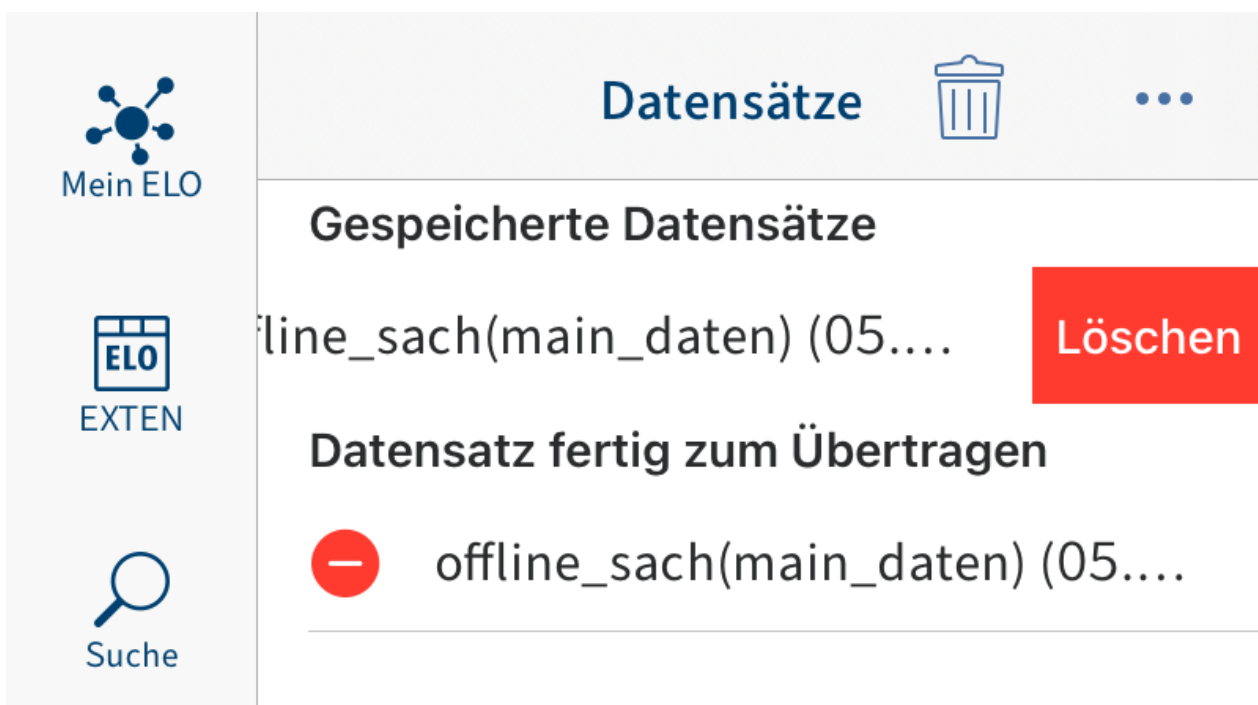 Mein ELO
ELO
EXTEN
Suche
Datensätze
Gespeicherte Datensätze
fline_sach(main_daten) (05.…
Löschen
Datensatz fertig zum Übertragen
offline_sach(main_daten) (05.…